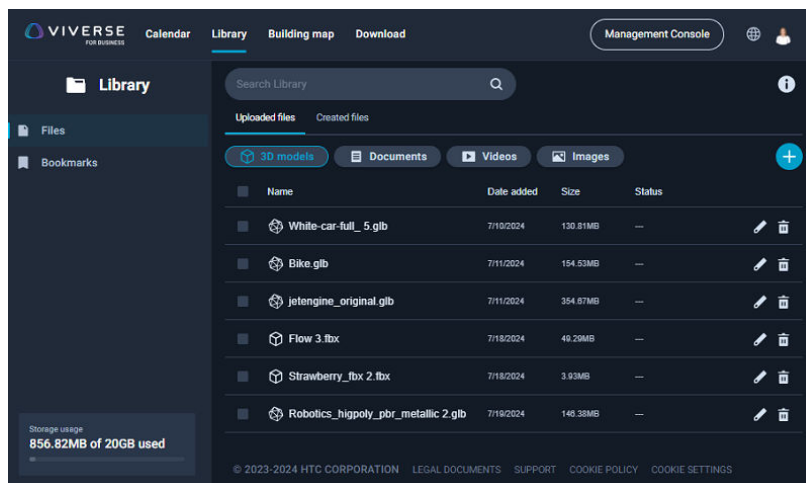 VIVERSE
FOR BUSINESS
Calendar Library Building map Download Management Console
Library
Search Library
Files
Bookmarks
Uploaded files Created files
3D models Documents Videos Images
Name Date added Size Status
White-car-full_ 5.glb 7/10/2024 130.81MB ---
Bike.glb 7/11/2024 154.53MB ---
jetengine_original.glb 7/11/2024 354.67MB ---
Flow 3.fbx 7/18/2024 49.29MB ---
Strawberry_fbx 2.fbx 7/18/2024 3.93MB ---
Robotics_higpoly_pbr_metallic 2.glb 7/19/2024 146.38MB ---
Storage usage
856.82MB of 20GB used
© 2023-2024 HTC CORPORATION LEGAL DOCUMENTS SUPPORT COOKIE POLICY COOKIE SETTINGS